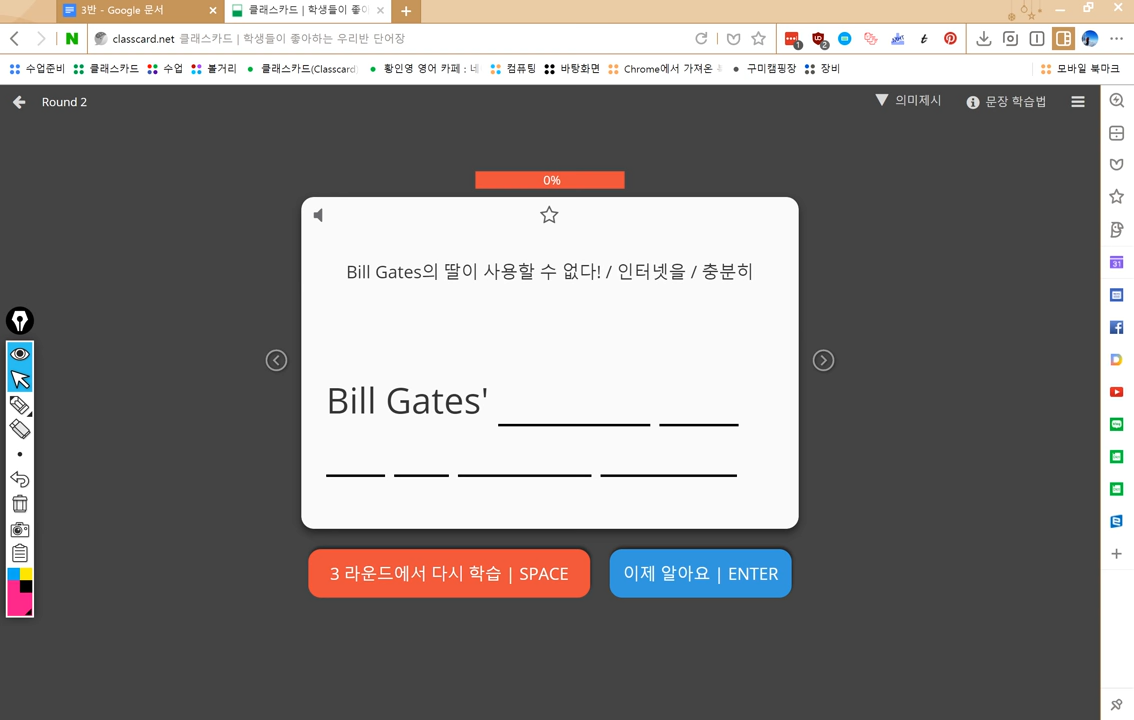 3반 - Google 문서
클래스카드 | 학생들이 좋아
classcard.net 클래스카드 | 학생들이 좋아하는 우리반 단어장
수업준비 클래스카드 수업 볼거리 클래스카드(Classcard 황인영 영어 카페 ; 네 컴퓨팅 바탕화면 Chrome에서 가져온 구미캠핑장 장비 모바일 북마크
Round 2
의미제시 문장 학습법
0%
Bill Gates의 딸이 사용할 수 없다! / 인터넷을 / 충분히
Bill Gates'
3 라운드에서 다시 학습 | SPACE
이제 알아요 | ENTER